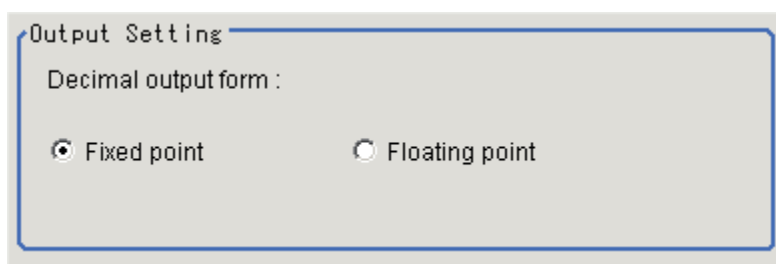 Output Setting
Decimal output form :
Fixed point
Floating point